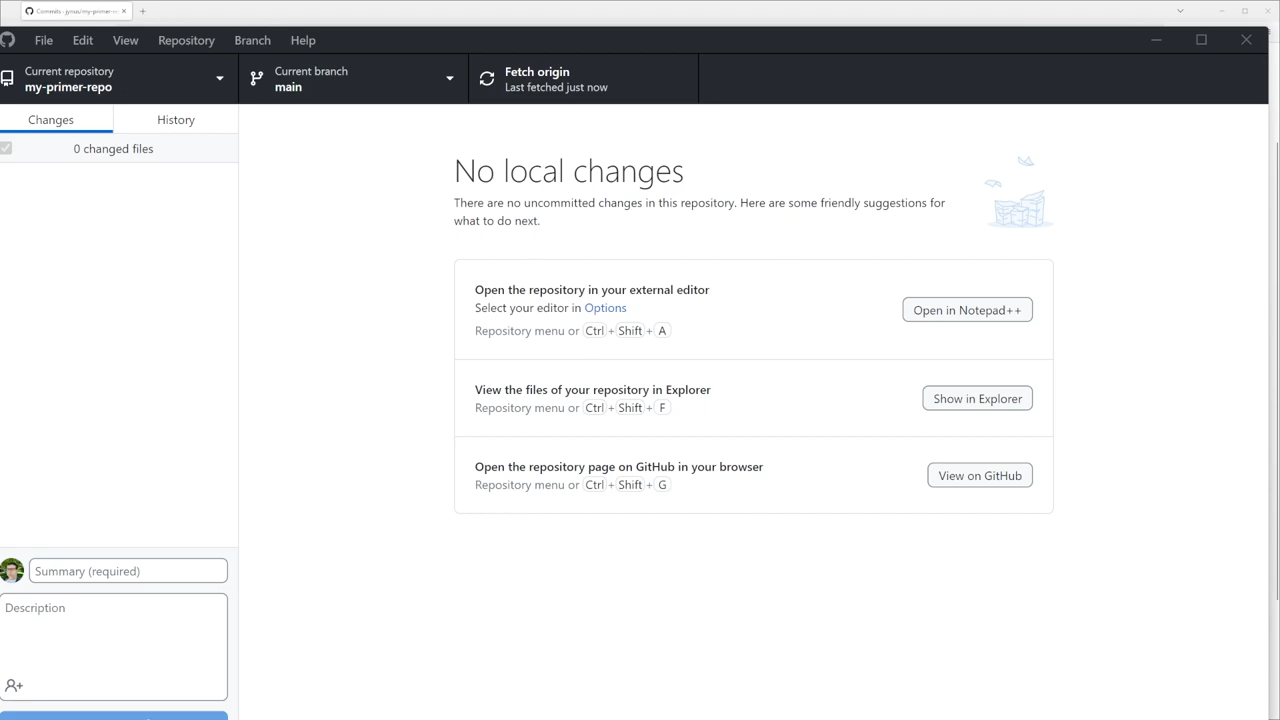 Commits · jynus/my-primer-re
File Edit View Repository Branch Help
Current repository
my-primer-repo
Current branch
main
Fetch origin
Last fetched just now
Changes
History
0 changed files
No local changes
There are no uncommitted changes in this repository. Here are some friendly suggestions for
what to do next.
Open the repository in your external editor
Select your editor in Options
Repository menu or Ctrl + Shift + A
Open in Notepad++
View the files of your repository in Explorer
Repository menu or Ctrl + Shift + F
Show in Explorer
Open the repository page on GitHub in your browser
Repository menu or Ctrl + Shift + G
View on GitHub
Summary (required)
Description